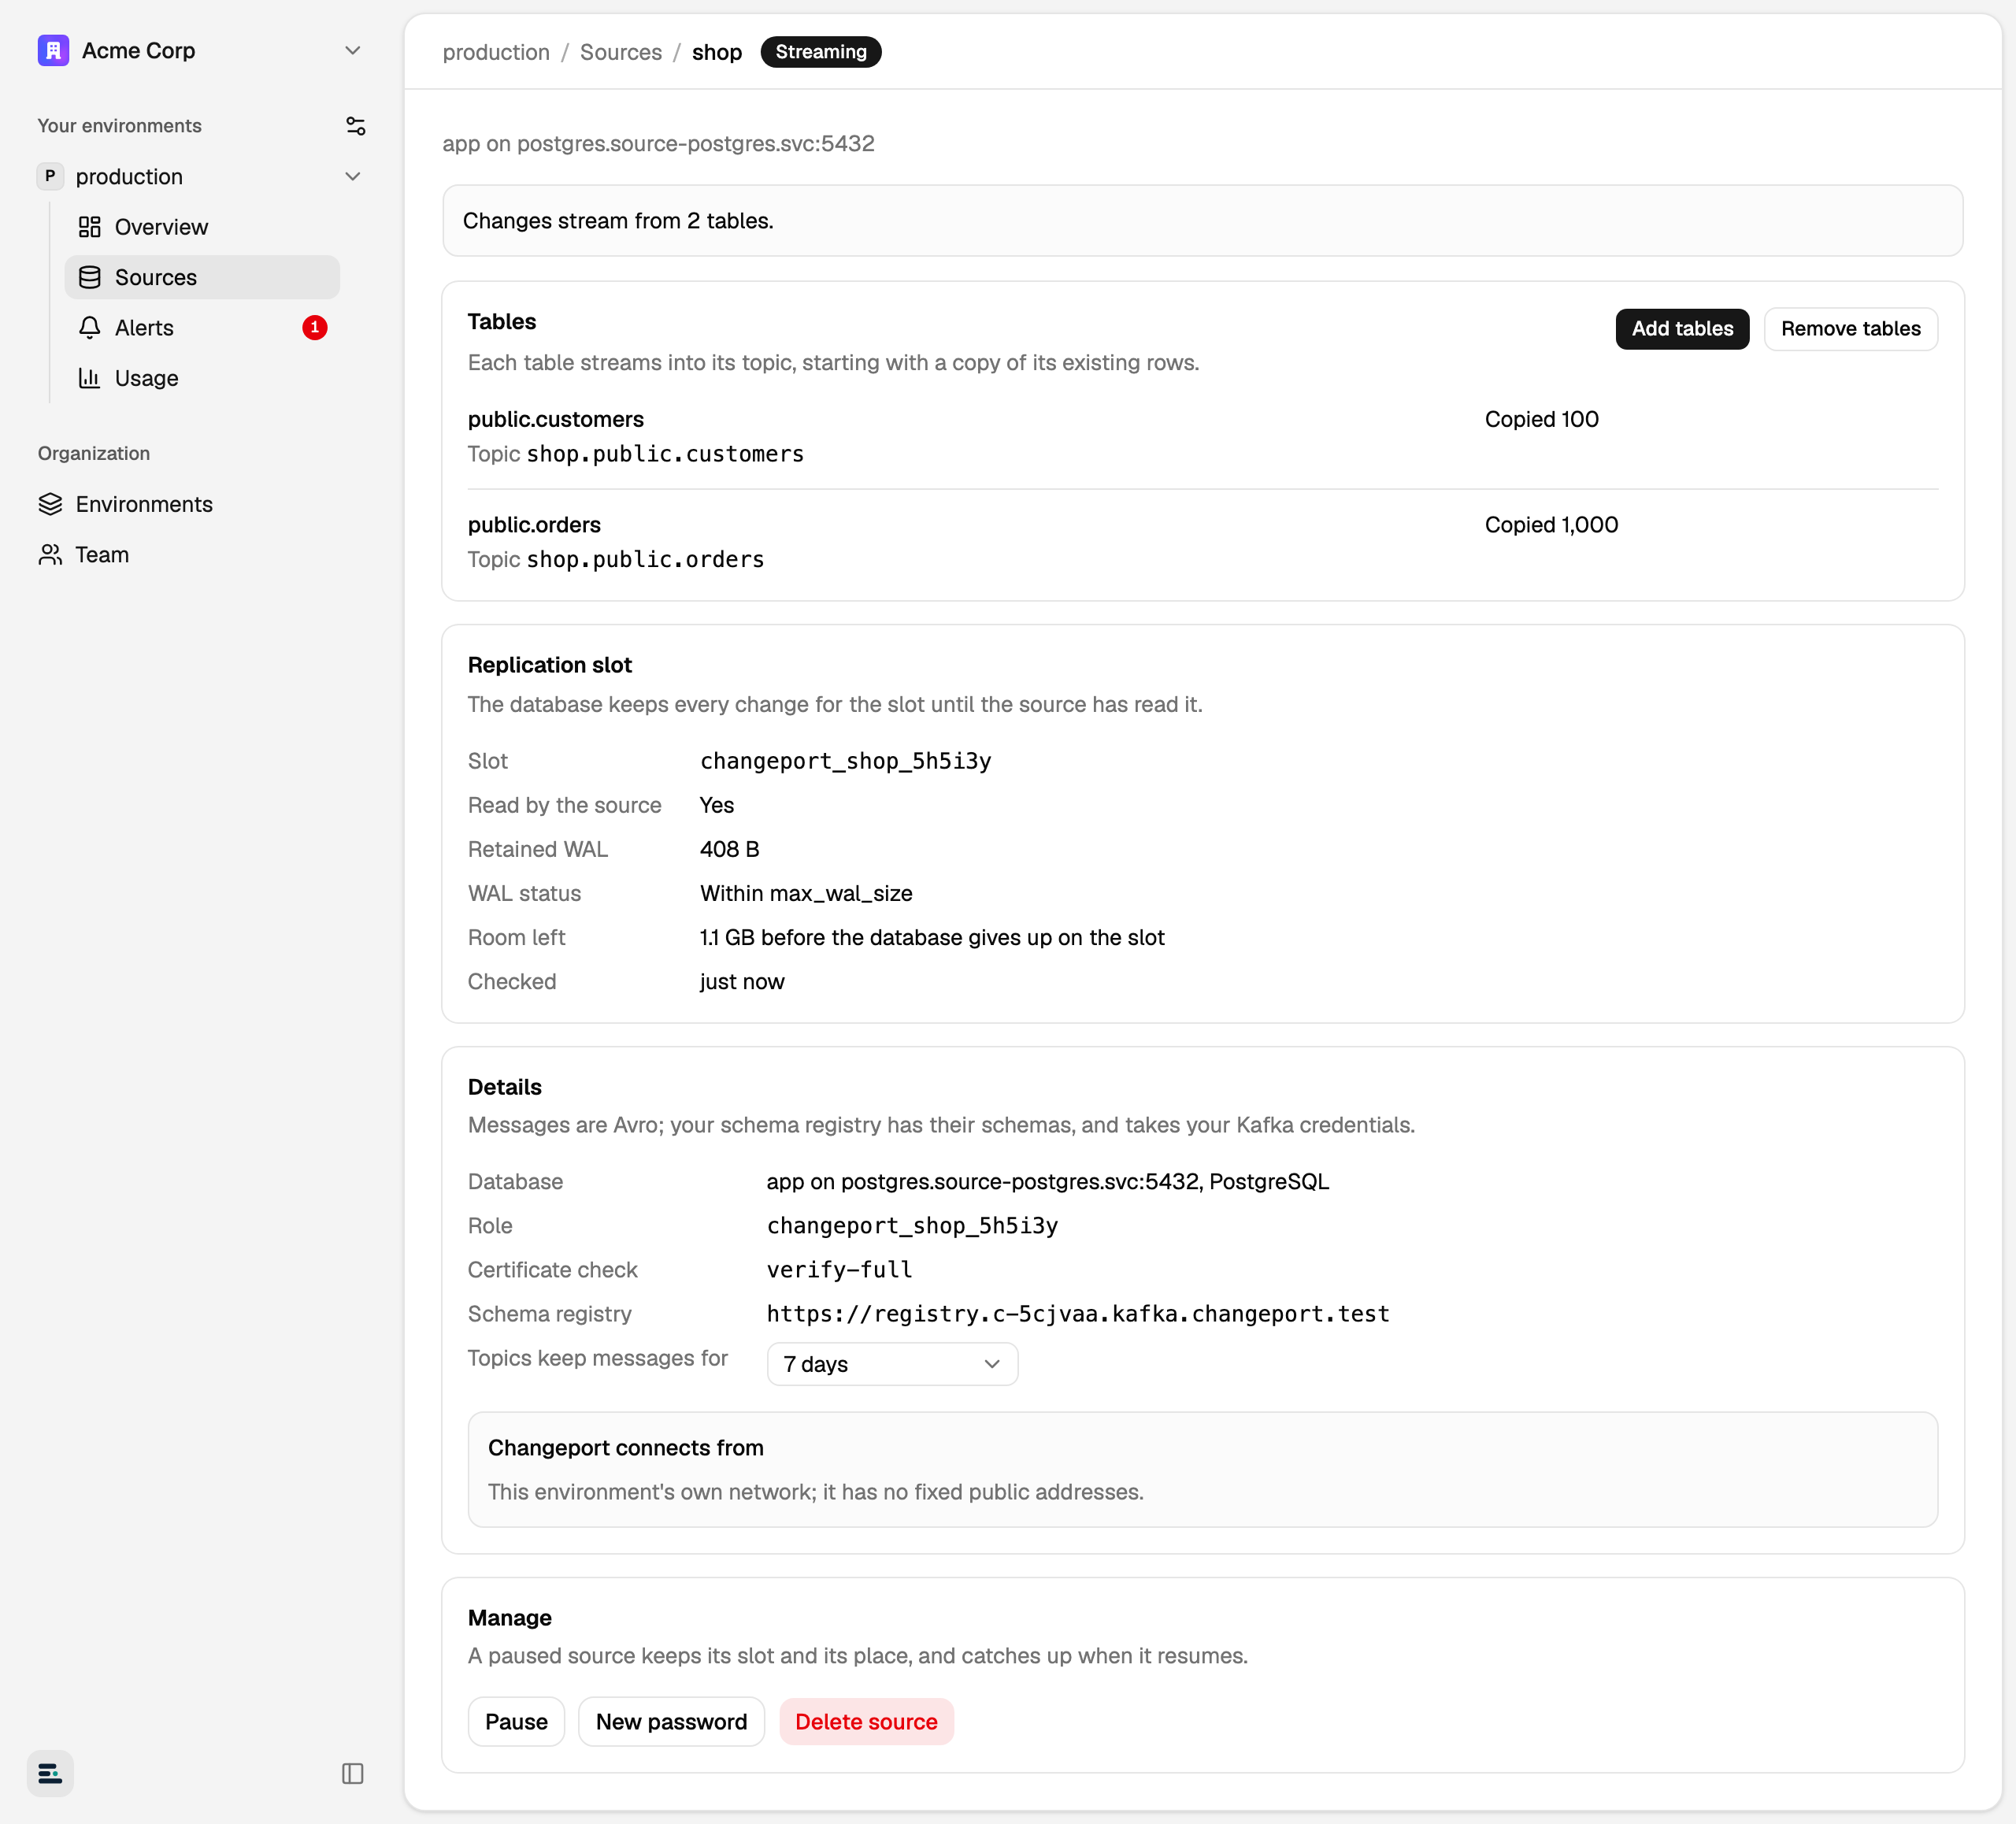 Acme Corp
Your environments
P production
Overview
Sources
Alerts 1
Usage
Organization
Environments
Team
production / Sources / shop Streaming
app on postgres.source-postgres.svc:5432
Changes stream from 2 tables.
Tables
Add tables Remove tables
Each table streams into its topic, starting with a copy of its existing rows.
public.customers Copied 100
Topic shop.public.customers
public.orders Copied 1,000
Topic shop.public.orders
Replication slot
The database keeps every change for the slot until the source has read it.
Slot changeport_shop_5h5i3y
Read by the source Yes
Retained WAL 408 B
WAL status Within max_wal_size
Room left 1.1 GB before the database gives up on the slot
Checked just now
Details
Messages are Avro; your schema registry has their schemas, and takes your Kafka credentials.
Database app on postgres.source-postgres.svc:5432, PostgreSQL
Role changeport_shop_5h5i3y
Certificate check verify-full
Schema registry https://registry.c-5cjvaa.kafka.changeport.test
Topics keep messages for 7 days
Changeport connects from
This environment's own network; it has no fixed public addresses.
Manage
A paused source keeps its slot and its place, and catches up when it resumes.
Pause New password Delete source